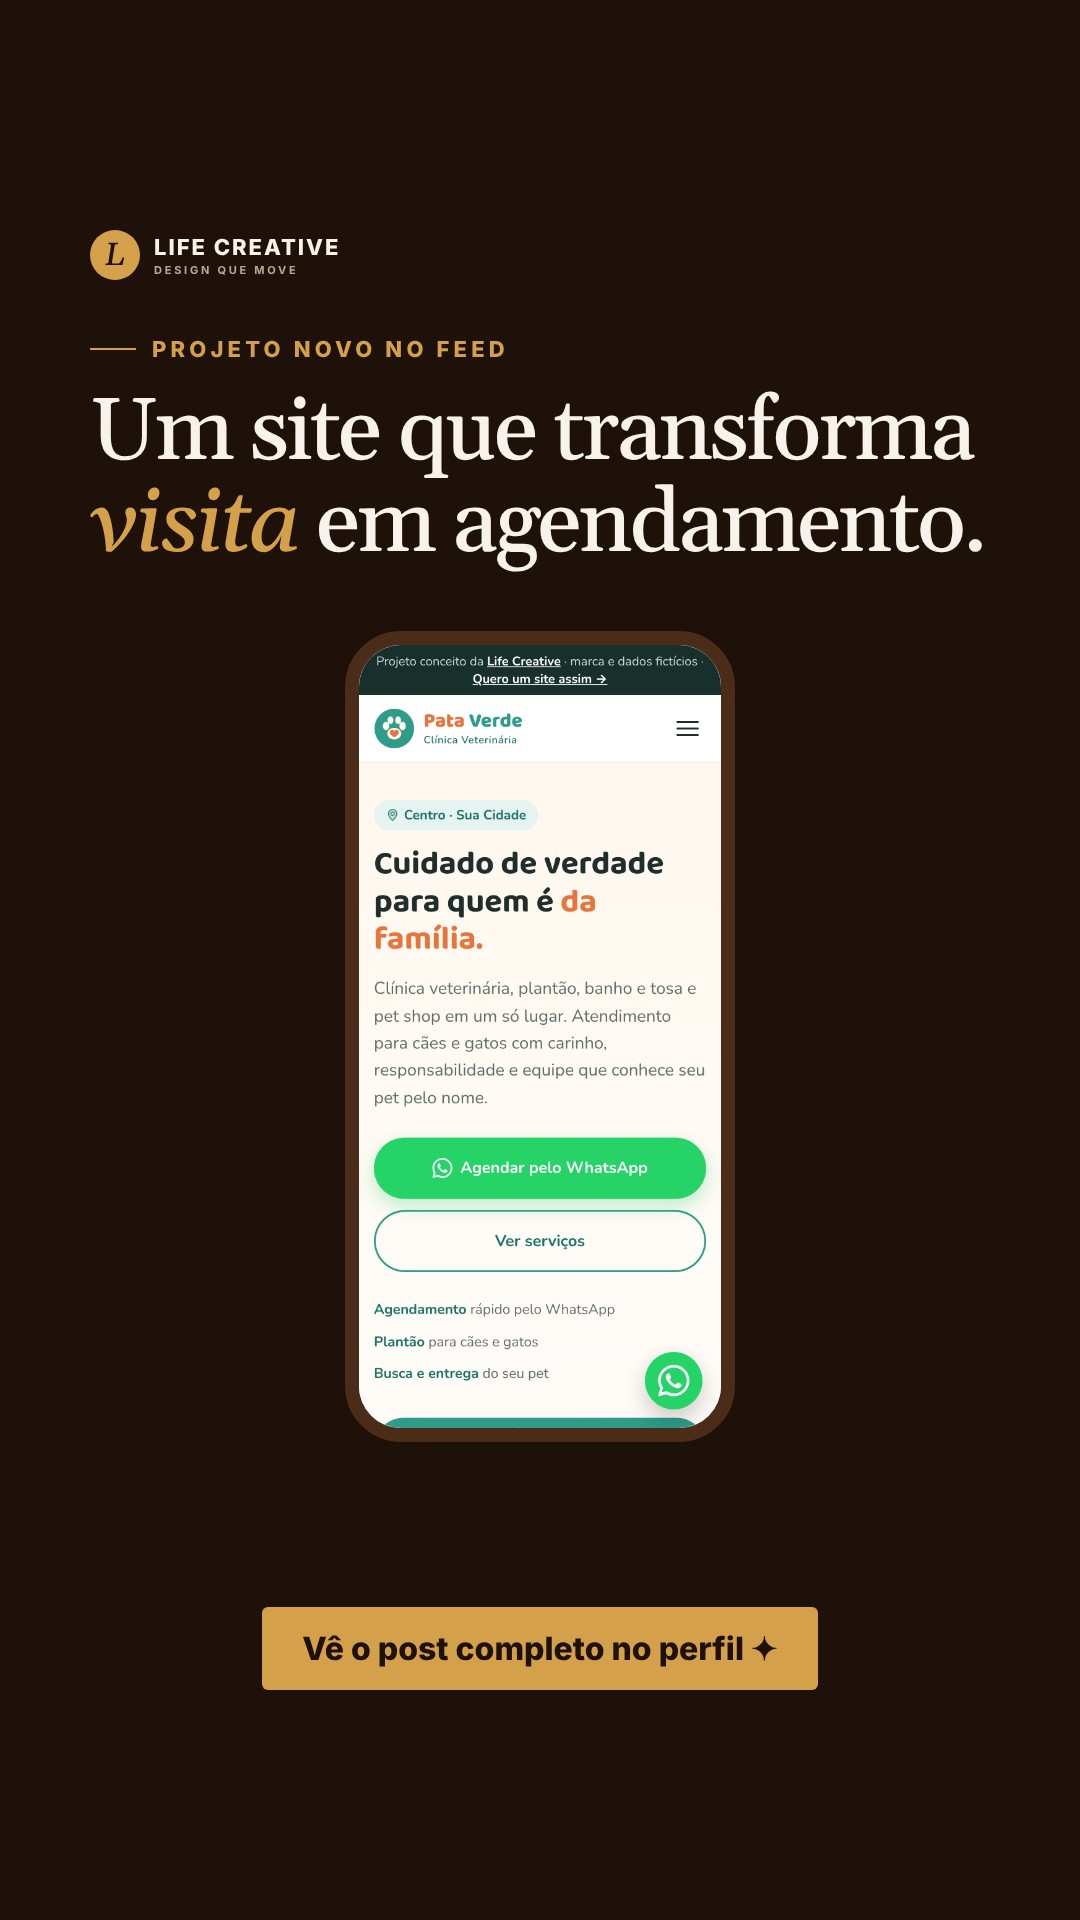 L
LIFE CREATIVE
DESIGN QUE MOVE
PROJETO NOVO NO FEED
Um site que transforma
visita em agendamento.
Projeto conceito da Life Creative · marca e dados fictícios ·
Quero um site assim →
Pata Verde
Clínica Veterinária
Centro · Sua Cidade
Cuidado de verdade
para quem é da
família.
Clínica veterinária, plantão, banho e tosa e
pet shop em um só lugar. Atendimento
para cães e gatos com carinho,
responsabilidade e equipe que conhece seu
pet pelo nome.
Agendar pelo WhatsApp
Ver serviços
Agendamento rápido pelo WhatsApp
Plantão para cães e gatos
Busca e entrega do seu pet
Vê o post completo no perfil ✦